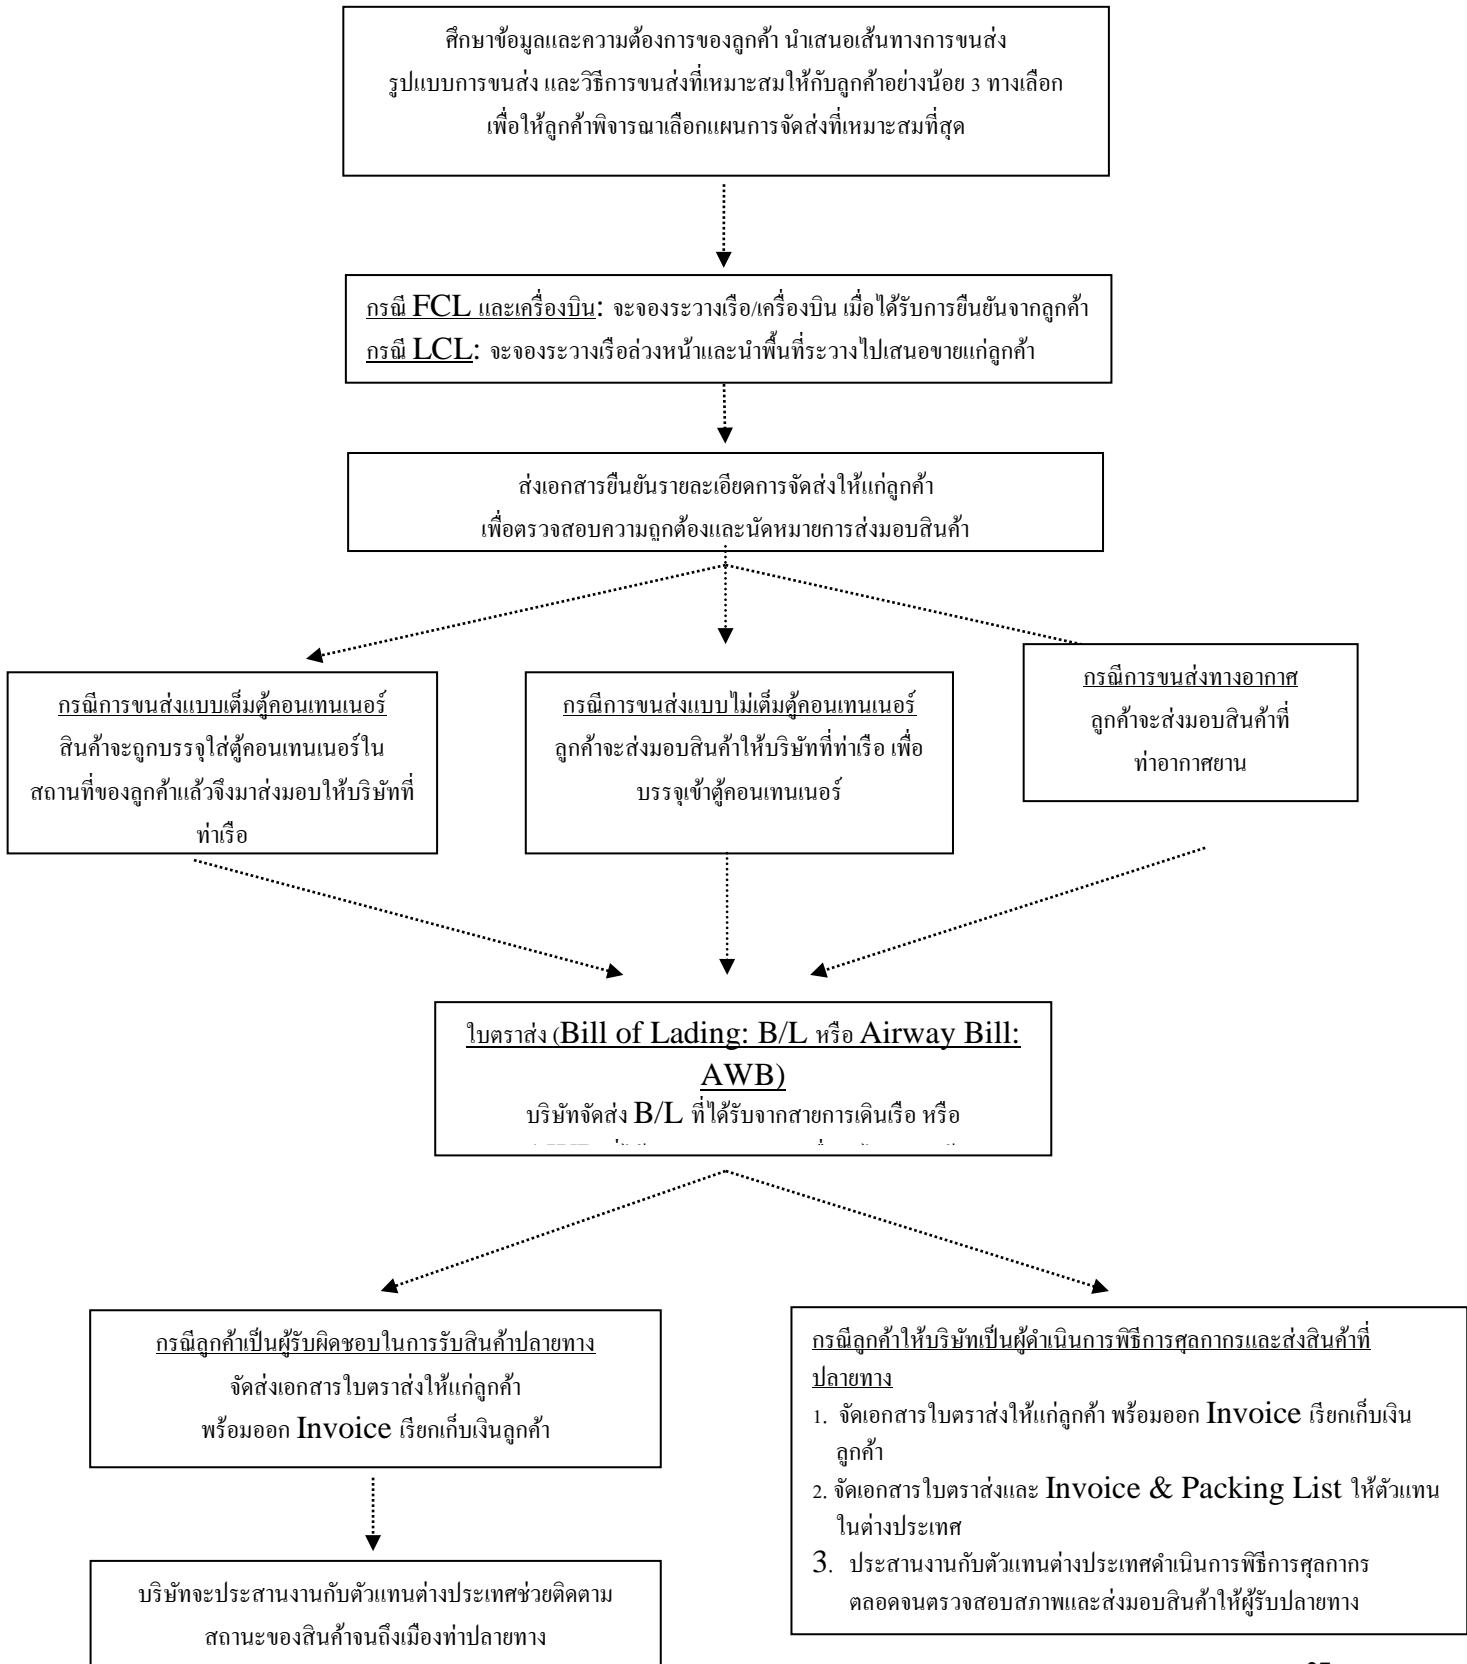 ศึกษาข้อมูลและความต้องการของลูกค้า นำเสนอเส้นทางการขนส่ง
รูปแบบการขนส่ง และวิธีการขนส่งที่เหมาะสมให้กับลูกค้าอย่างน้อย 3 ทางเลือก
เพื่อให้ลูกค้าพิจารณาเลือกแผนการจัดส่งที่เหมาะสมที่สุด
กรณี FCL และเครื่องบิน: จะจองระวางเรือ/เครื่องบิน เมื่อได้รับการยืนยันจากลูกค้า
กรณี LCL: จะจองระวางเรือล่วงหน้าและนำพื้นที่ระวางไปเสนอขายแก่ลูกค้า
ส่งเอกสารยืนยันรายละเอียดการจัดส่งให้แก่ลูกค้า
เพื่อตรวจสอบความถูกต้องและนัดหมายการส่งมอบสินค้า
กรณีการขนส่งแบบเต็มตู้คอนเทนเนอร์
สินค้าจะถูกบรรจุใส่ตู้คอนเทนเนอร์ใน
สถานที่ของลูกค้าแล้วจึงมาส่งมอบให้บริษัทที่
ท่าเรือ
กรณีการขนส่งแบบไม่เต็มตู้คอนเทนเนอร์
ลูกค้าจะส่งมอบสินค้าให้บริษัทที่ท่าเรือ เพื่อ
บรรจุเข้าตู้คอนเทนเนอร์
กรณีการขนส่งทางอากาศ
ลูกค้าจะส่งมอบสินค้าที่
ท่าอากาศยาน
ใบตราส่ง (Bill of Lading: B/L หรือ Airway Bill:
AWB)
บริษัทจัดส่ง B/L ที่ได้รับจากสายการเดินเรือ หรือ
กรณีลูกค้าเป็นผู้รับผิดชอบในการรับสินค้าปลายทาง
จัดส่งเอกสารใบตราส่งให้แก่ลูกค้า
พร้อมออก Invoice เรียกเก็บเงินลูกค้า
บริษัทจะประสานงานกับตัวแทนต่างประเทศช่วยติดตาม
สถานะของสินค้าจนถึงเมืองท่าปลายทาง
กรณีลูกค้าให้บริษัทเป็นผู้ดำเนินการพิธีการศุลกากรและส่งสินค้าที่
ปลายทาง
1. จัดเอกสารใบตราส่งให้แก่ลูกค้า พร้อมออก Invoice เรียกเก็บเงิน
ลูกค้า
2. จัดเอกสารใบตราส่งและ Invoice & Packing List ให้ตัวแทน
ในต่างประเทศ
3. ประสานงานกับตัวแทนต่างประเทศดำเนินการพิธีการศุลกากร
ตลอดจนตรวจสอบสภาพและส่งมอบสินค้าให้ผู้รับปลายทาง